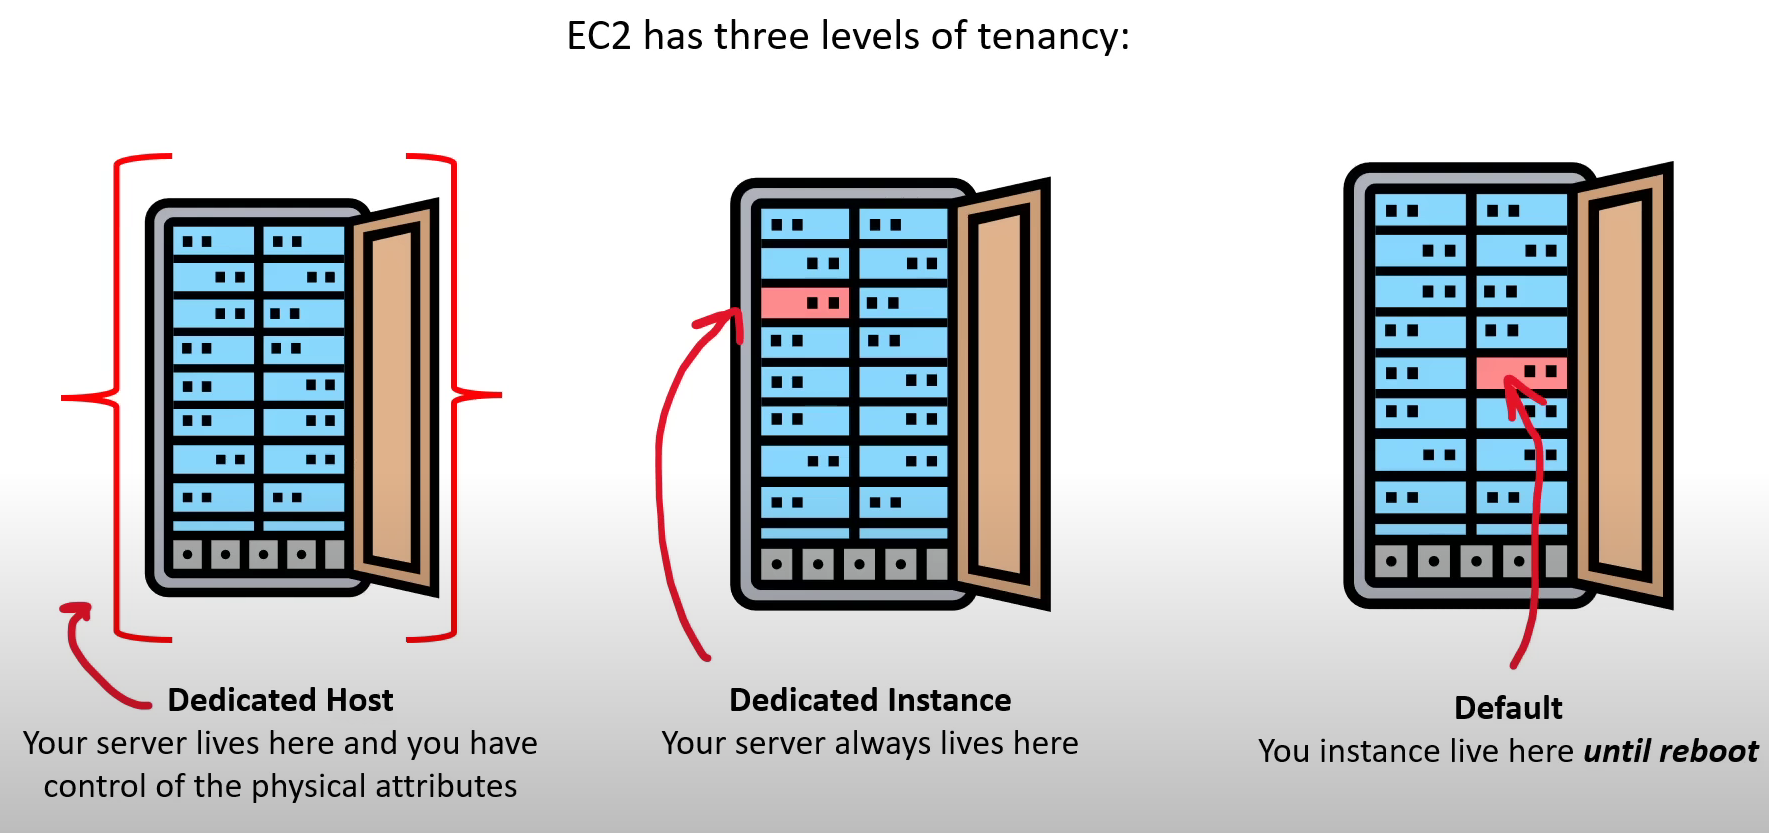 EC2 has three levels of tenancy:
Dedicated Host
Your server lives here and you have
control of the physical attributes
Dedicated Instance
Your server always lives here
Default
You instance live here until reboot